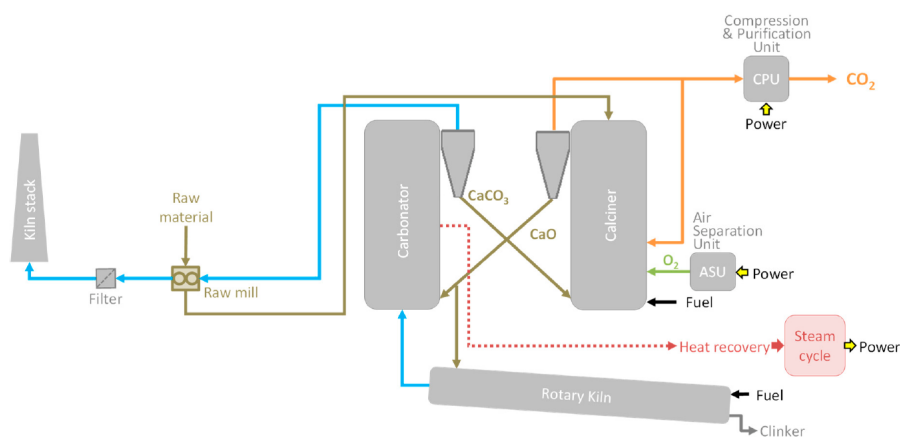 Compression
& Purification
Unit
CPU
CO2
Power
Kiln stack
Raw
material
Raw mill
Filter
Carbonator
CaCO3
CaO
Calciner
Air
Separation
Unit
O2
ASU
Power
Fuel
Heat recovery
Steam
cycle
Power
Rotary Kiln
Fuel
Clinker